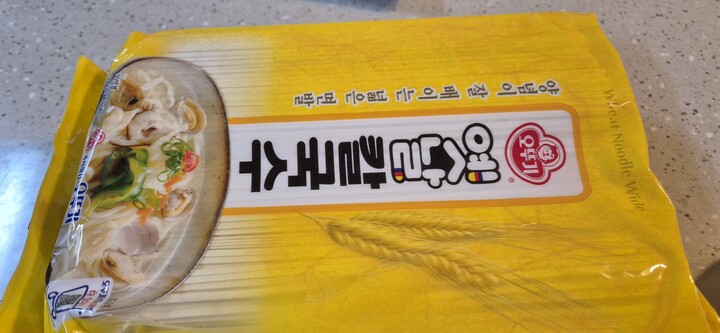 오뚜기
옛날
칼국수
양념이 잘 배이는 넓은 면발
Wheat Noodle Wide